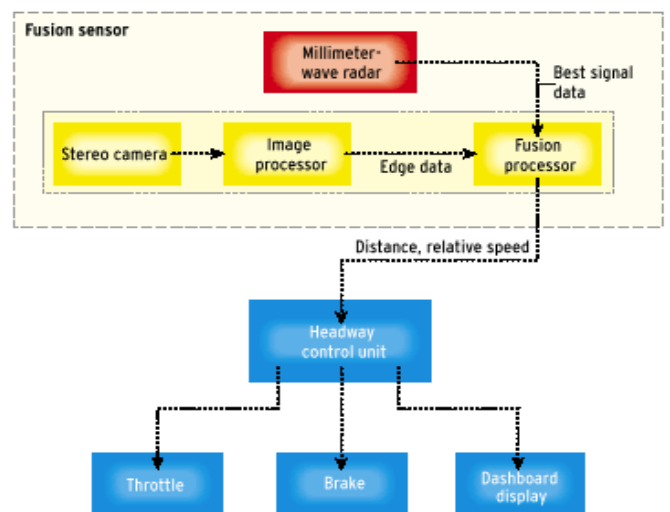 Fusion sensor
Millimeter-
wave radar
Best signal
data
Stereo camera
Image
processor
Edge data
Fusion
processor
Distance, relative speed
Headway
control unit
Throttle
Brake
Dashboard
display